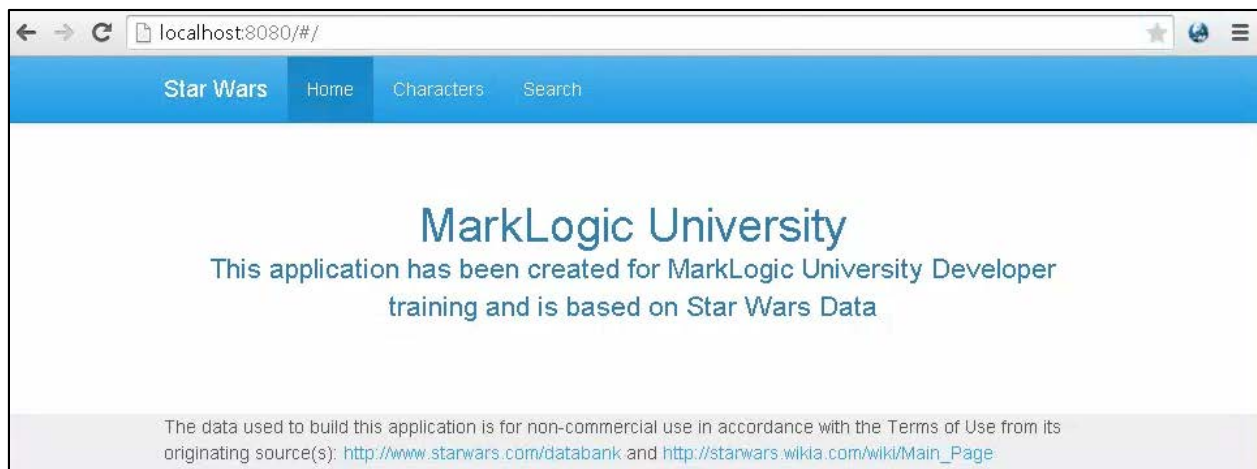 localhost:8080/#/
Star Wars Home Characters Search
MarkLogic University
This application has been created for MarkLogic University Developer
training and is based on Star Wars Data
The data used to build this application is for non-commercial use in accordance with the Terms of Use from its
originating source(s): http://www.starwars.com/databank and http://starwars.wikia.com/wiki/Main_Page